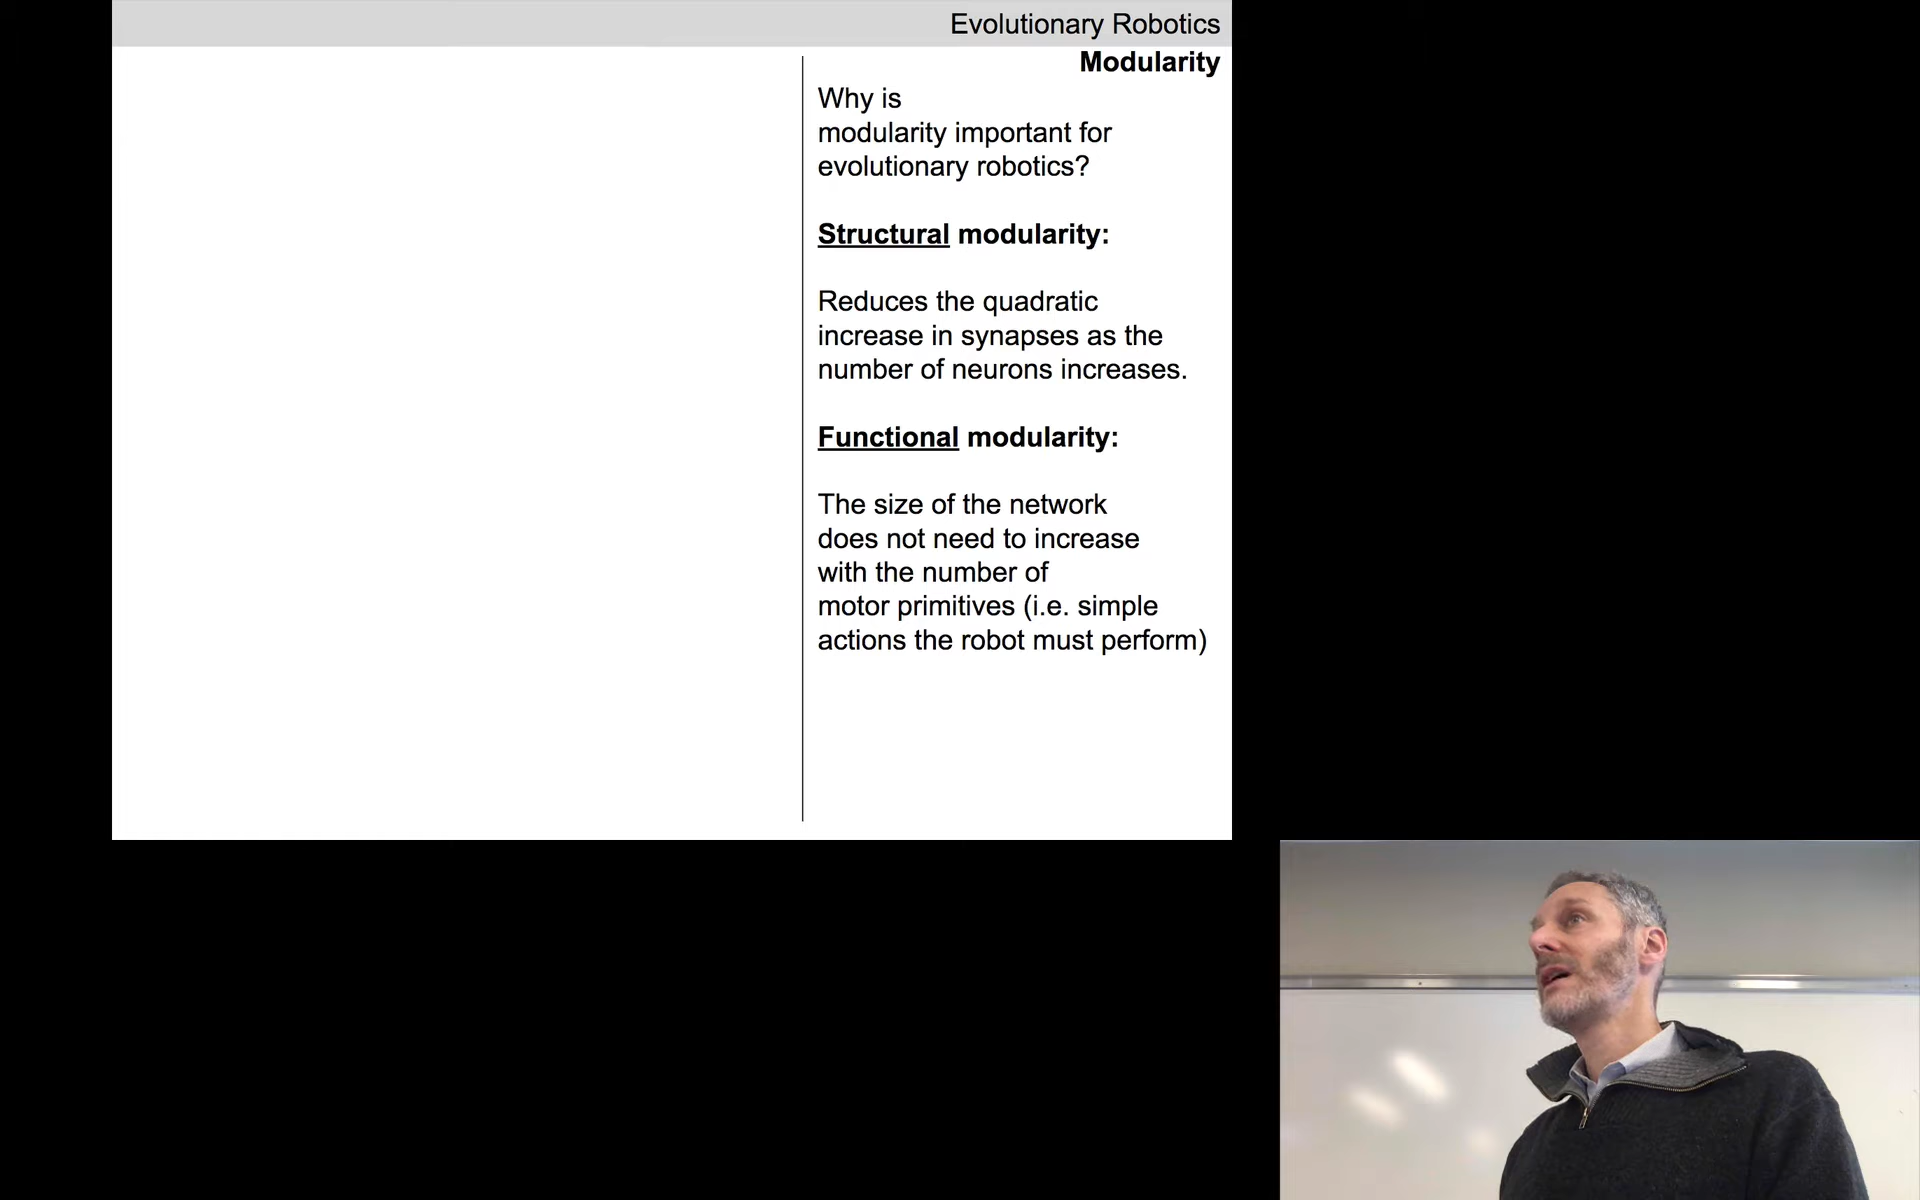 Evolutionary Robotics
Modularity
Why is
modularity important for
evolutionary robotics?
Structural modularity:
Reduces the quadratic
increase in synapses as the
number of neurons increases.
Functional modularity:
The size of the network
does not need to increase
with the number of
motor primitives (i.e. simple
actions the robot must perform)